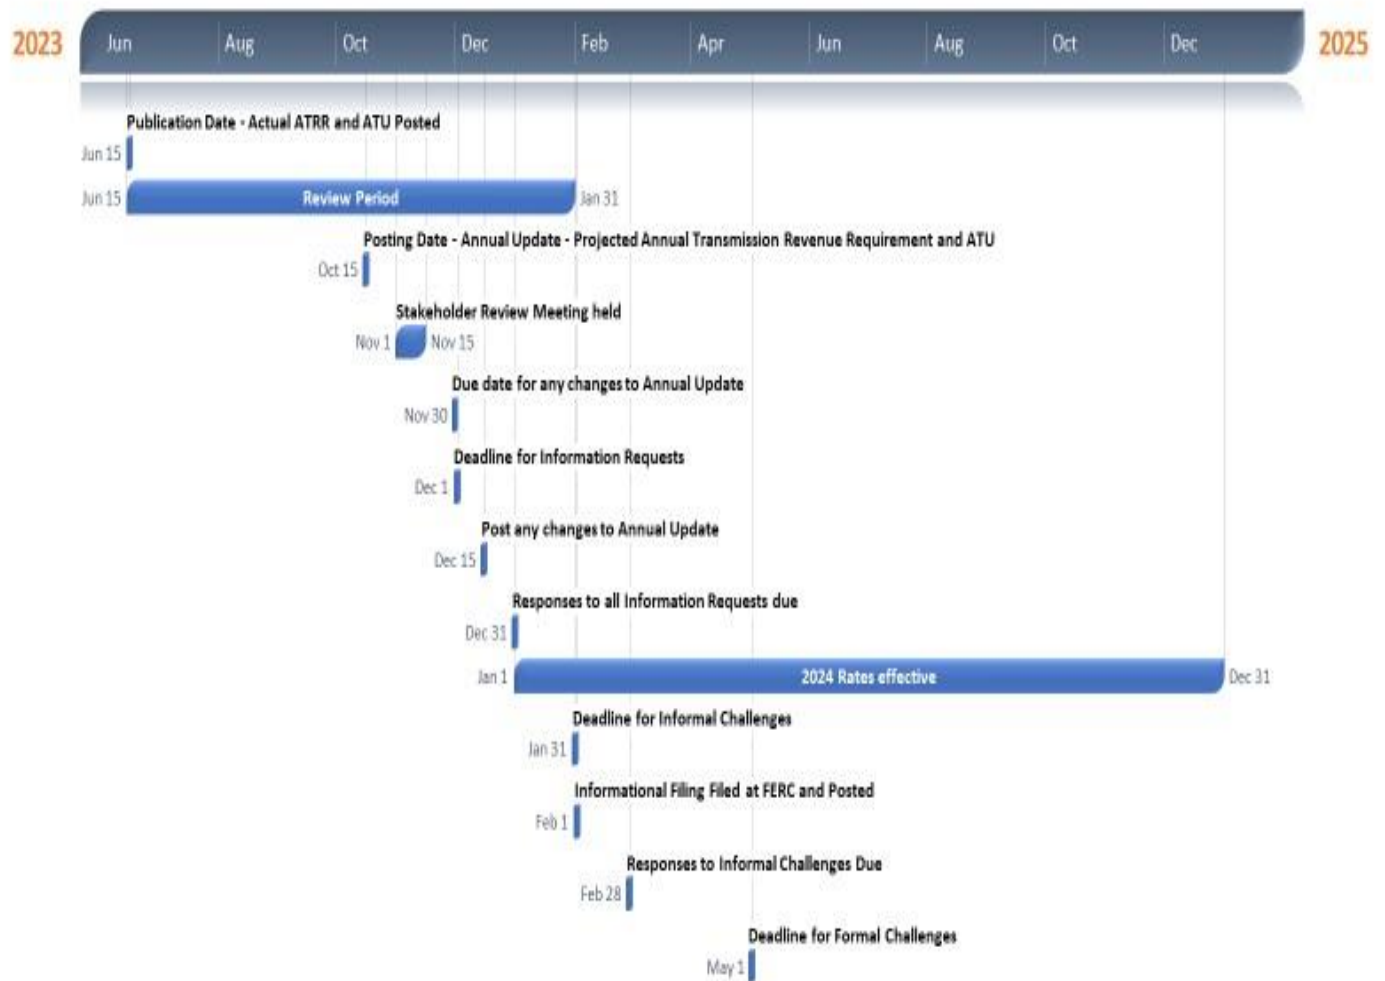 2023 Jun Aug Oct Dec Feb Apr Jun Aug Oct Dec 2025
Publication Date - Actual ATRR and ATU Posted
Jun 15
Jun 15 Review Period Jan 31
Posting Date - Annual Update - Projected Annual Transmission Revenue Requirement and ATU
Oct 15
Stakeholder Review Meeting held
Nov 1 Nov 15
Due date for any changes to Annual Update
Nov 30
Deadline for Information Requests
Dec 1
Post any changes to Annual Update
Dec 15
Responses to all Information Requests due
Dec 31
Jan 1 2024 Rates effective Dec 31
Deadline for Informal Challenges
Jan 31
Informational Filing Filed at FERC and Posted
Feb 1
Responses to Informal Challenges Due
Feb 28
Deadline for Formal Challenges
May 1